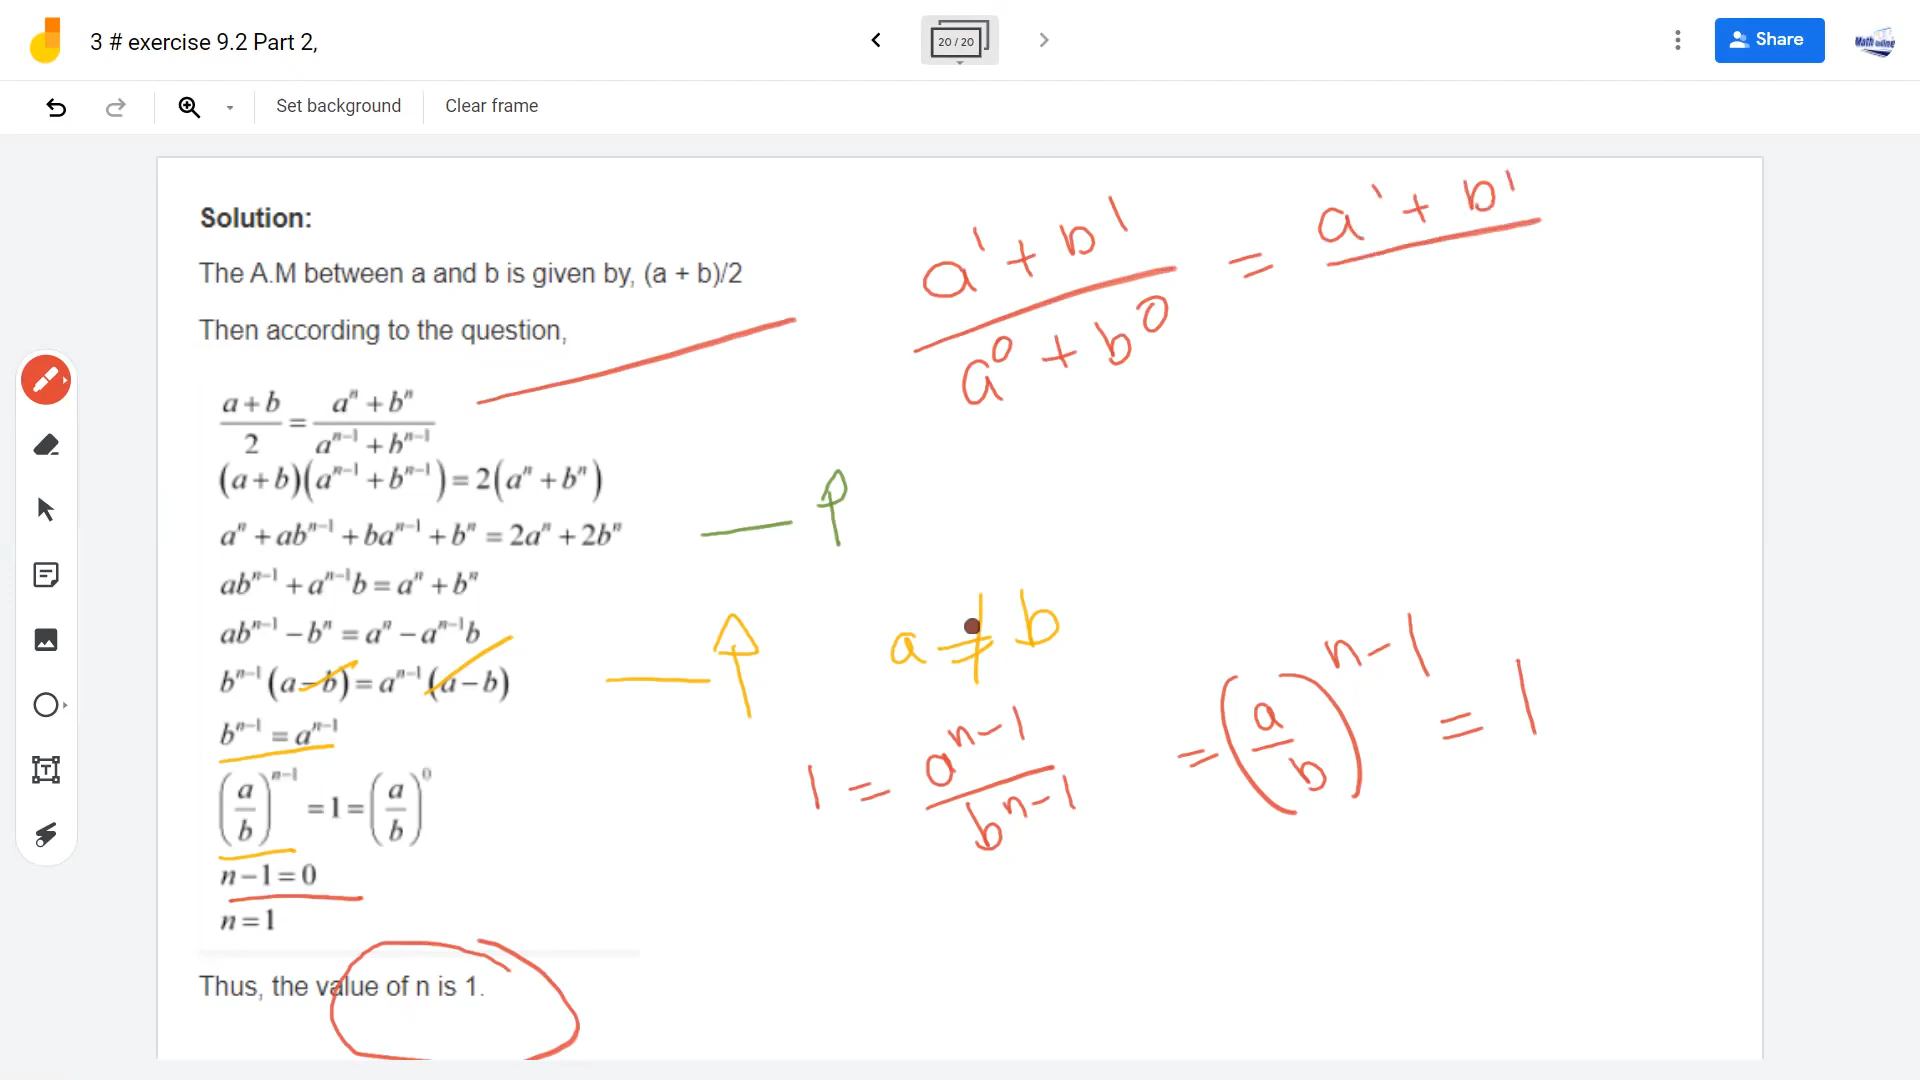 3 # exercise 9.2 Part 2,
20 / 20
Share
Math online
Set background
Clear frame
Solution:
The A.M between a and b is given by, (a + b)/2
Then according to the question,
(a+b)/2 = (aⁿ + bⁿ)/(aⁿ⁻¹ + bⁿ⁻¹)
(a+b)(aⁿ⁻¹ + bⁿ⁻¹) = 2(aⁿ + bⁿ)
aⁿ + abⁿ⁻¹ + baⁿ⁻¹ + bⁿ = 2aⁿ + 2bⁿ
abⁿ⁻¹ + aⁿ⁻¹b = aⁿ + bⁿ
abⁿ⁻¹ − bⁿ = aⁿ − aⁿ⁻¹b
bⁿ⁻¹(a−b) = aⁿ⁻¹(a−b)
bⁿ⁻¹ = aⁿ⁻¹
(a/b)ⁿ⁻¹ = 1 = (a/b)⁰
n−1=0
n=1
Thus, the value of n is 1.
(a¹ + b¹)/(a⁰ + b⁰) = a¹ + b¹
a ≠ b
1 = aⁿ⁻¹/bⁿ⁻¹ = (a/b)ⁿ⁻¹ = 1